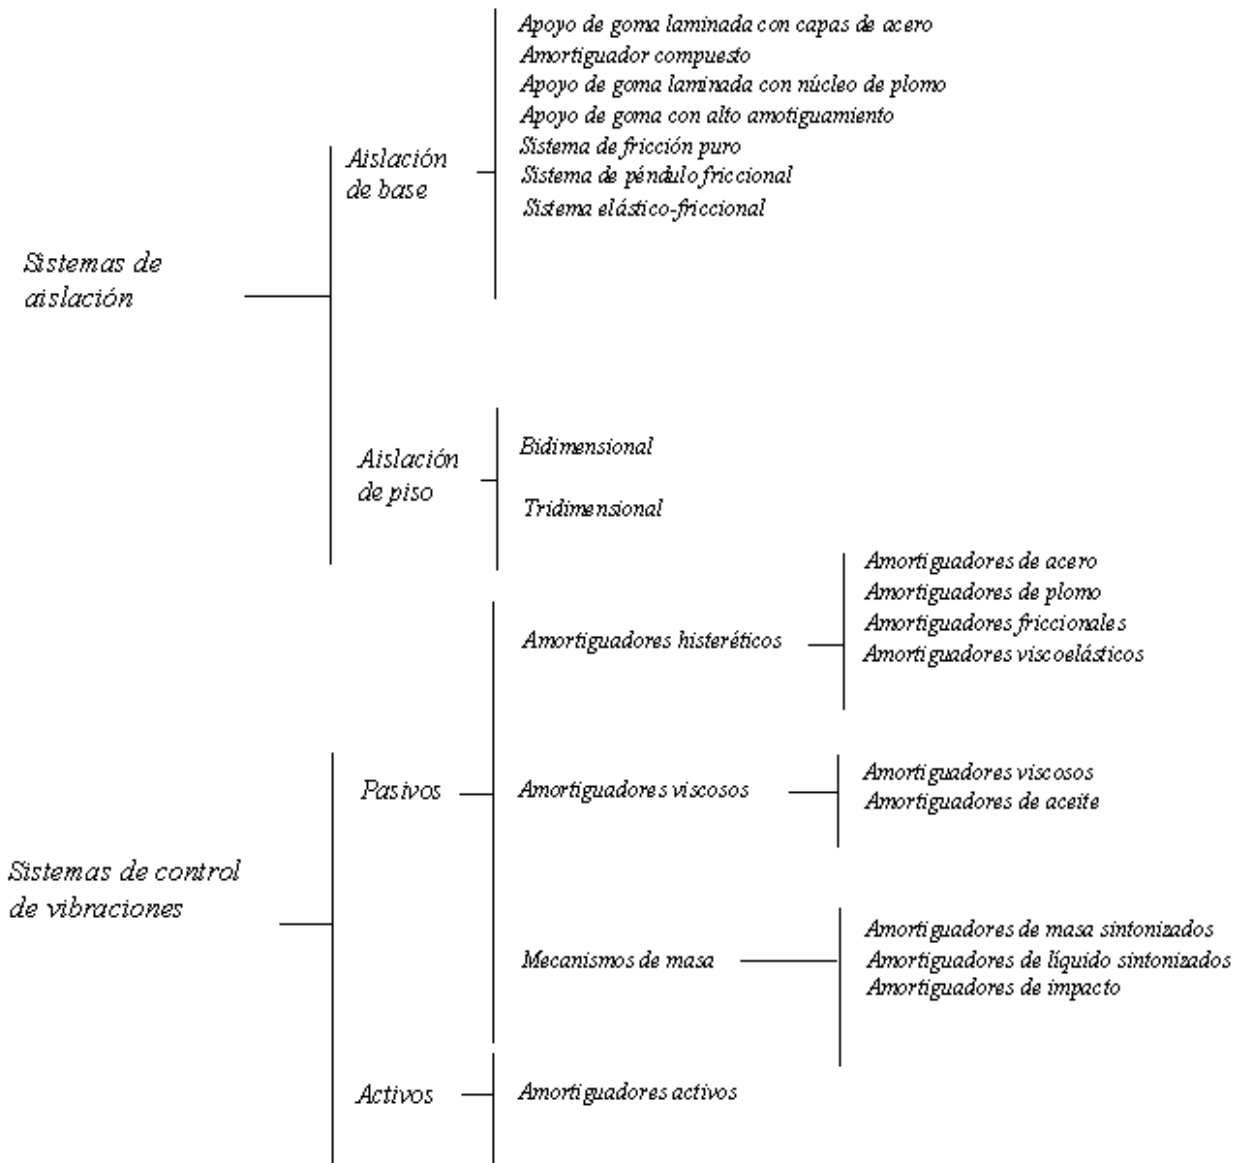 Apoyo de goma laminada con capas de acero
Amortiguador compuesto
Apoyo de goma laminada con núcleo de plomo
Apoyo de goma con alto amotiguamiento
Sistema de fricción puro
Sistema de péndulo friccional
Sistema elástico-friccional
Aislación
de base
Sistemas de
aislación
Aislación
de piso
Bidimensional
Tridimensional
Amortiguadores de acero
Amortiguadores de plomo
Amortiguadores friccionales
Amortiguadores viscoelásticos
Amortiguadores histeréticos
Pasivos
Amortiguadores viscosos
Amortiguadores viscosos
Amortiguadores de aceite
Sistemas de control
de vibraciones
Mecanismos de masa
Amortiguadores de masa sintonizados
Amortiguadores de líquido sintonizados
Amortiguadores de impacto
Activos
Amortiguadores activos